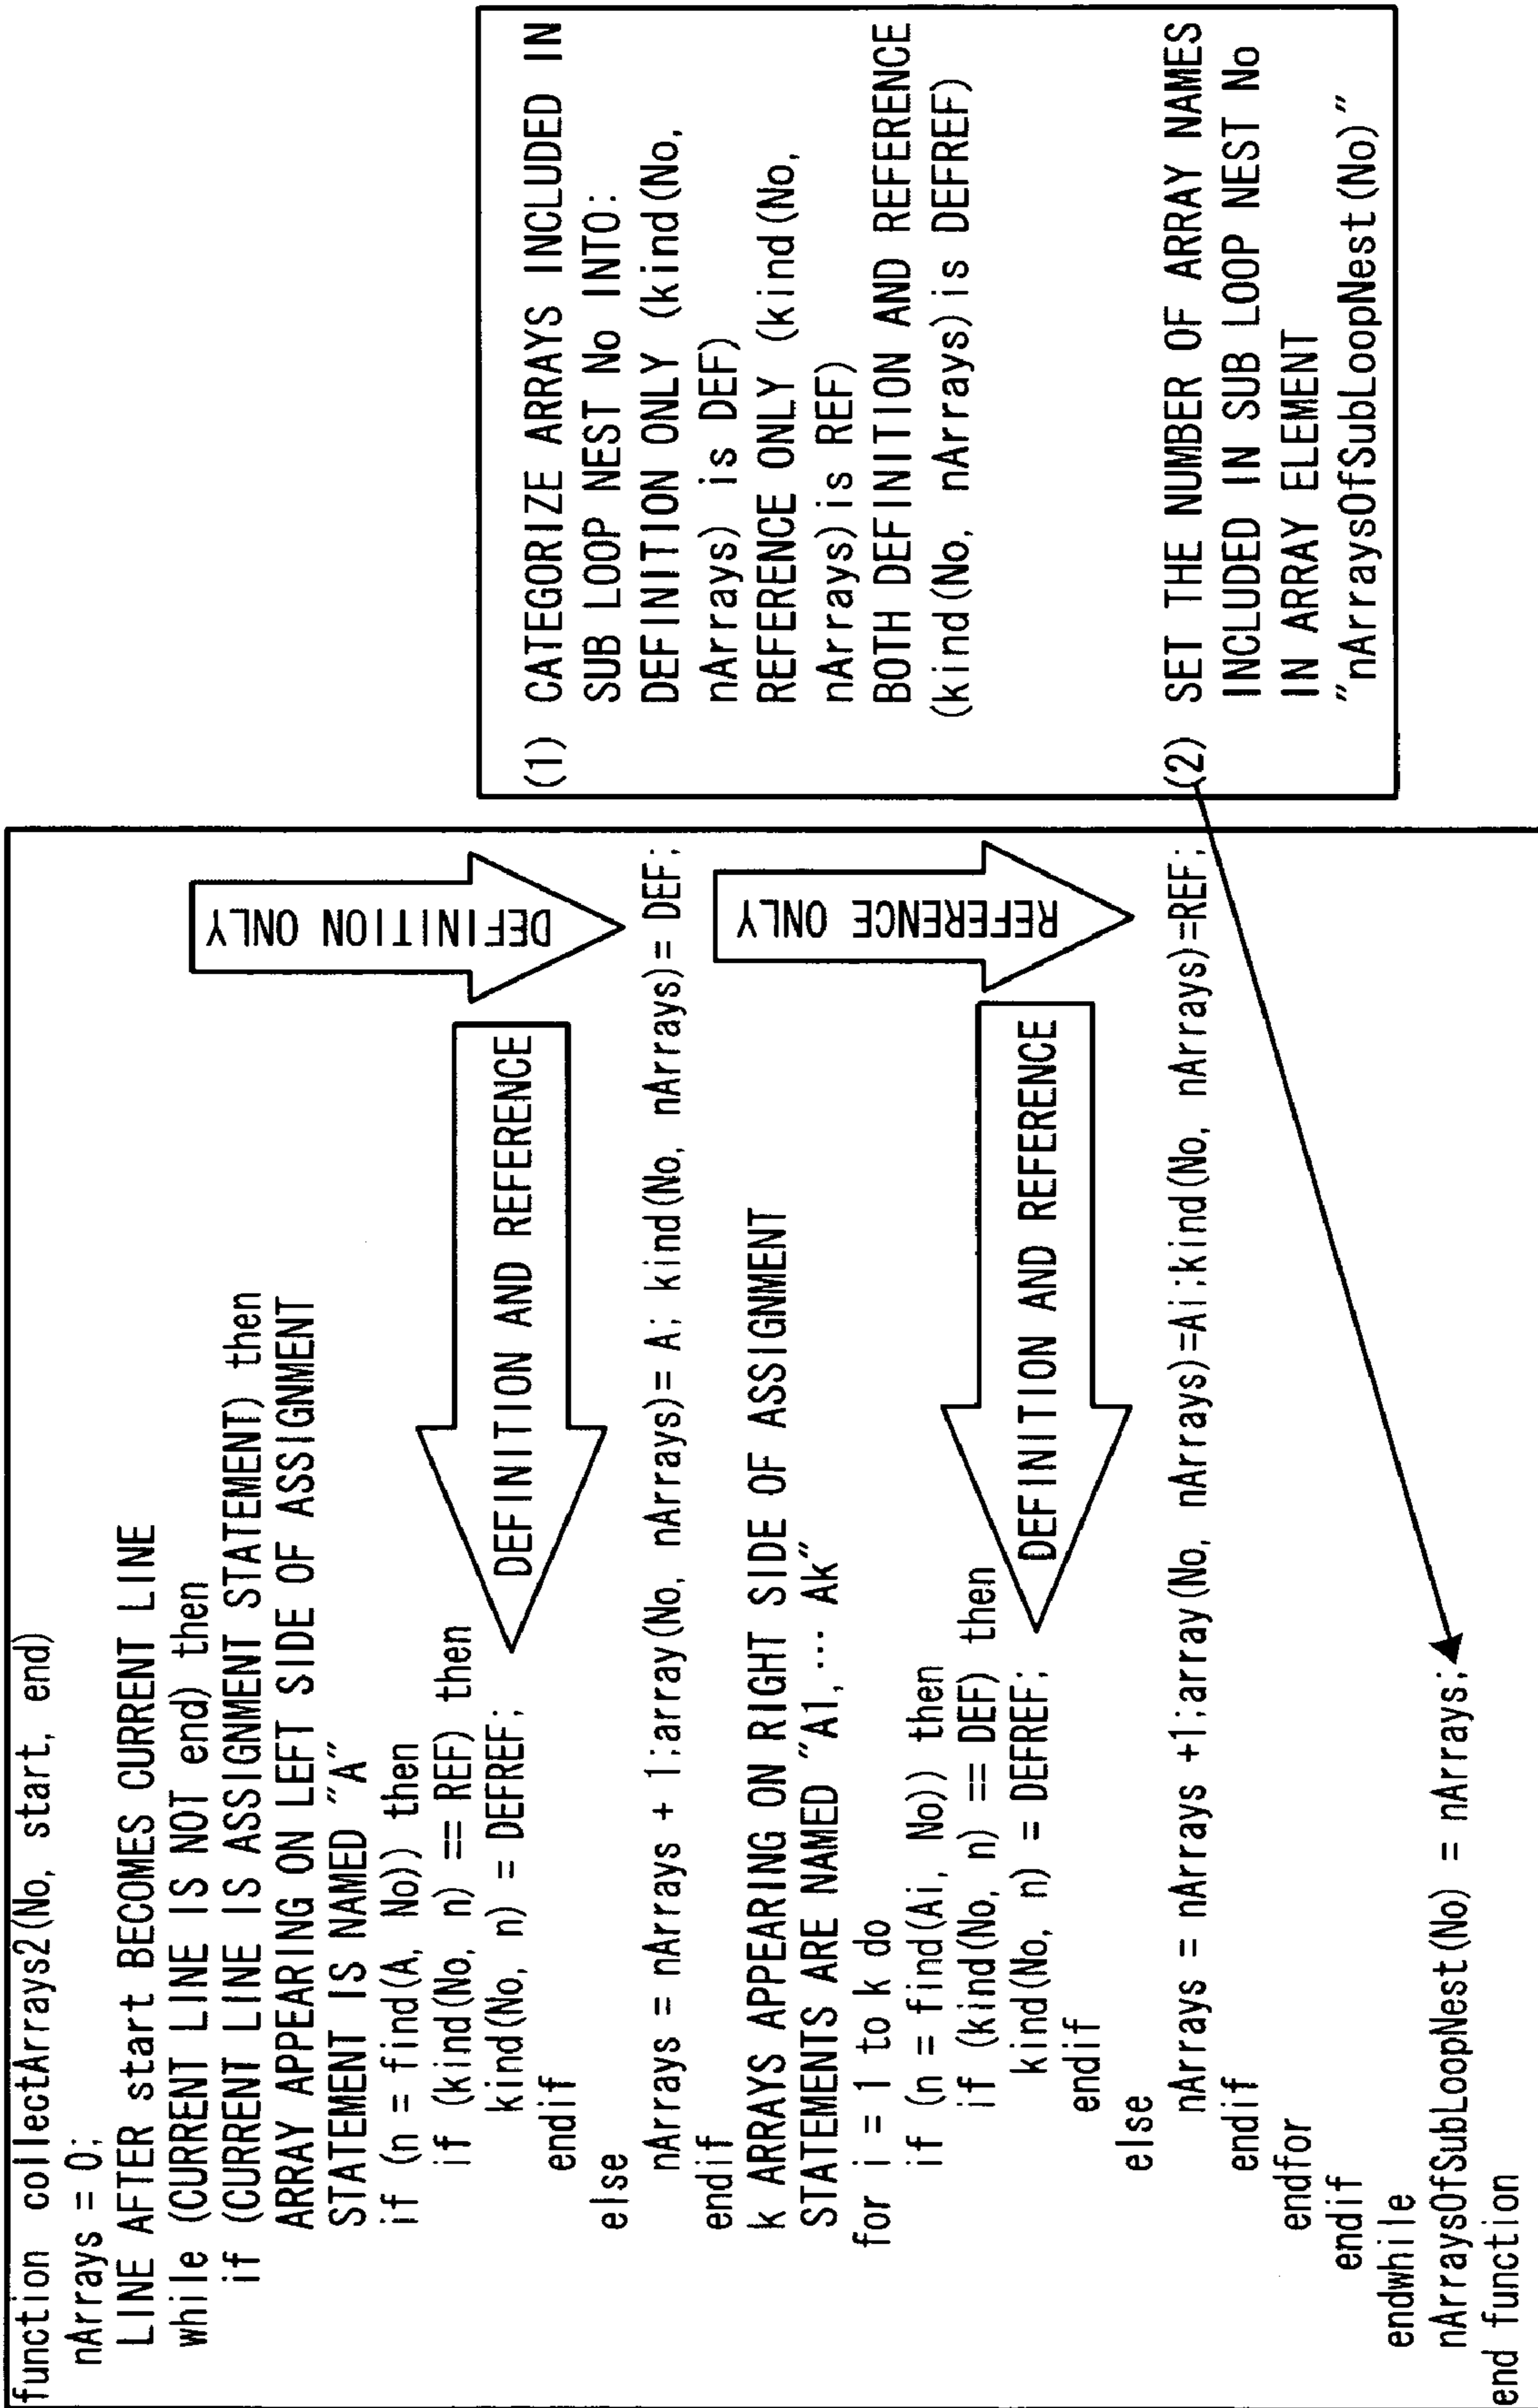 function collectArrays2(No, start, end)
nArrays = 0;
LINE AFTER start BECOMES CURRENT LINE
while (CURRENT LINE IS NOT end) then
if (CURRENT LINE IS ASSIGNMENT STATEMENT) then
ARRAY APPEARING ON LEFT SIDE OF ASSIGNMENT
STATEMENT IS NAMED "A"
if (n = find(A, No)) then
if (kind(No, n) == REF) then
kind(No, n) = DEFREF;
endif
else
nArrays = nArrays + 1;array(No, nArrays)= A; kind(No, nArrays)= DEF;
endif
k ARRAYS APPEARING ON RIGHT SIDE OF ASSIGNMENT
STATEMENTS ARE NAMED "A1, ... Ak"
for i = 1 to k do
if (n = find(Ai, No)) then
if (kind(No, n) == DEF) then
kind(No, n) = DEFREF;
endif
else
nArrays = nArrays +1;array(No, nArrays)=Ai;kind(No, nArrays)=REF;
endif
endfor
endif
endwhile
nArraysOfSubLoopNest(No) = nArrays;
end function
DEFINITION ONLY
DEFINITION AND REFERENCE
REFERENCE ONLY
DEFINITION AND REFERENCE
(1) CATEGORIZE ARRAYS INCLUDED IN
SUB LOOP NEST No INTO:
DEFINITION ONLY (kind(No,
nArrays) is DEF)
REFERENCE ONLY (kind(No,
nArrays)is REF)
BOTH DEFINITION AND REFERENCE
(kind(No, nArrays)is DEFREF)
(2) SET THE NUMBER OF ARRAY NAMES
INCLUDED IN SUB LOOP NEST No
IN ARRAY ELEMENT
"nArraysOfSubLoopNest(No)"